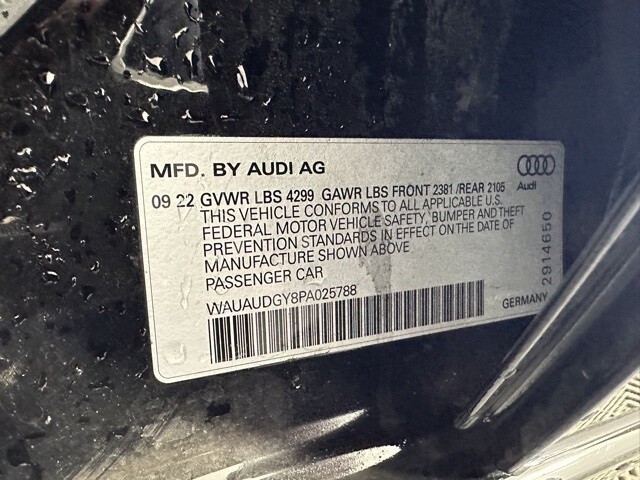 MFD. BY AUDI AG
Audi
09 22 GVWR LBS 4299 GAWR LBS FRONT 2381 /REAR 2105
THIS VEHICLE CONFORMS TO ALL APPLICABLE U.S.
FEDERAL MOTOR VEHICLE SAFETY, BUMPER AND THEFT
PREVENTION STANDARDS IN EFFECT ON THE DATE OF
MANUFACTURE SHOWN ABOVE
PASSENGER CAR
WAUAUDGY8PA025788
GERMANY
2914650